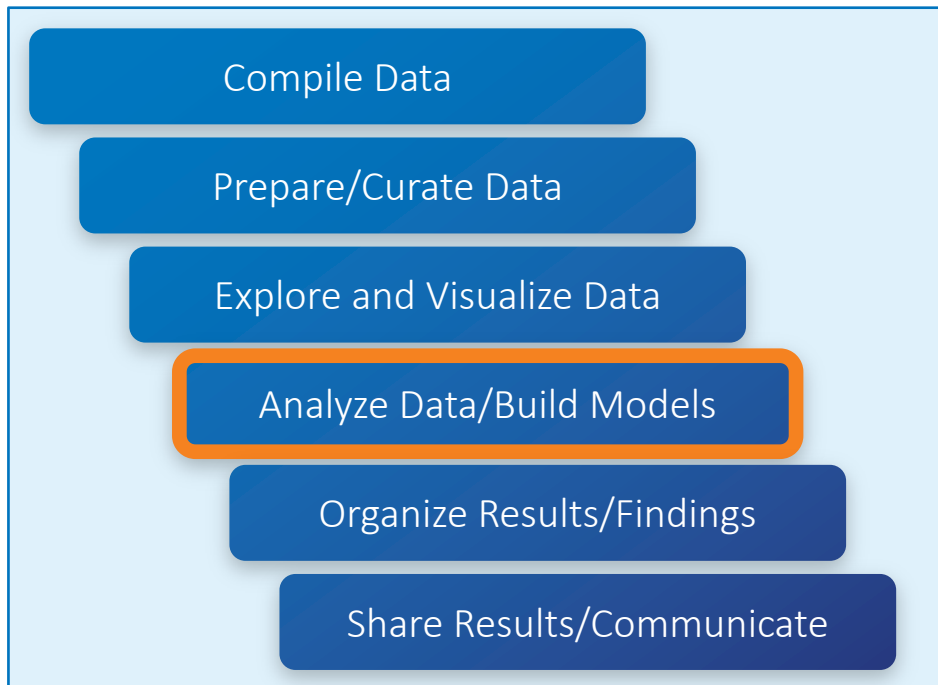 Compile Data
Prepare/Curate Data
Explore and Visualize Data
Analyze Data/Build Models
Organize Results/Findings
Share Results/Communicate